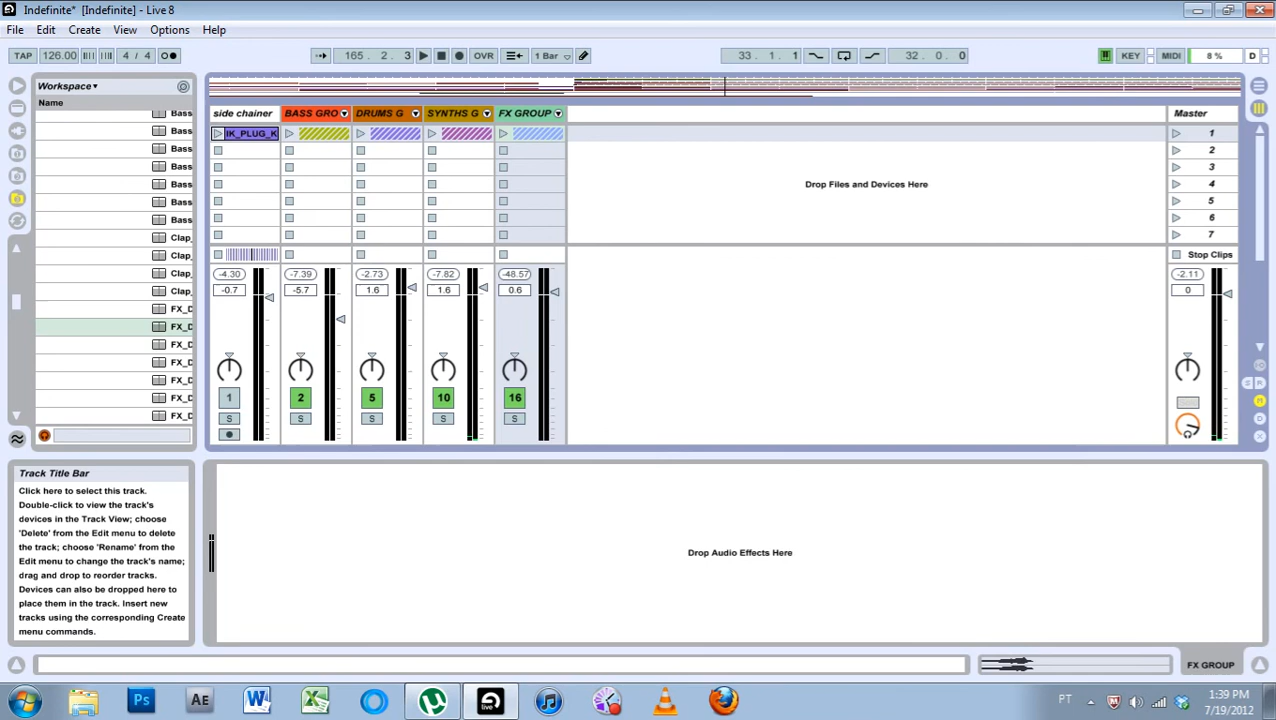 Indefinite* [Indefinite] - Live 8
File Edit Create View Options Help
TAP 126.00 4 / 4 165. 2. 3 OVR 1 Bar 33. 1. 1 32. 0. 0 KEY MIDI 8 % D
Workspace
Name
Bass
Bass
Bass
Bass
Bass
Bass
Bass
Clap_
Clap_
Clap_
Clap_
FX_D
FX_D
FX_D
FX_D
FX_D
FX_D
FX_D
side chainer BASS GRO DRUMS G SYNTHS G FX GROUP Master
IK_PLUG_K 1
2
3
Drop Files and Devices Here 4
5
6
7
Stop Clips
-4.30 -7.39 -2.73 -7.82 -48.57 -2.11
-0.7 -5.7 1.6 1.6 0.6 0
1 2 5 10 16
S S S S S
S R
M
D
X
Track Title Bar
Click here to select this track.
Double-click to view the track's
devices in the Track View; choose
'Delete' from the Edit menu to delete
the track; choose 'Rename' from the
Edit menu to change the track's name;
drag and drop to reorder tracks.
Devices can also be dropped here to
place them in the track. Insert new
tracks using the corresponding Create
menu commands.
Drop Audio Effects Here
FX GROUP
Ps Ae live PT 1:39 PM
7/19/2012